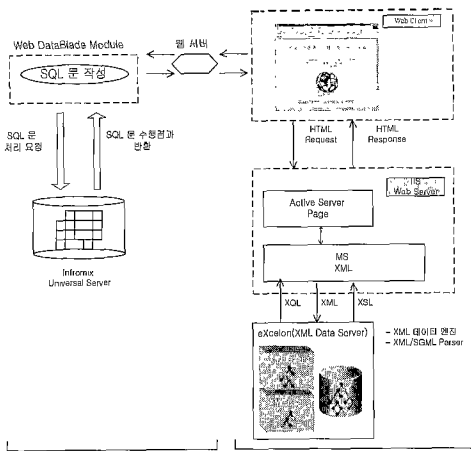 Web DataBlade Module
SQL 문 작성
웹 서버
Web Client
SQL 문
처리 요청
SQL 문 수행결과
반환
Infromix
Universal Server
HTML
Request
HTML
Response
IIS
Web Server
Active Server
Page
MS
XML
XQL
XML
XSL
eXcelon(XML Data Server)
– XML 데이터 엔진
– XML/SGML Parser